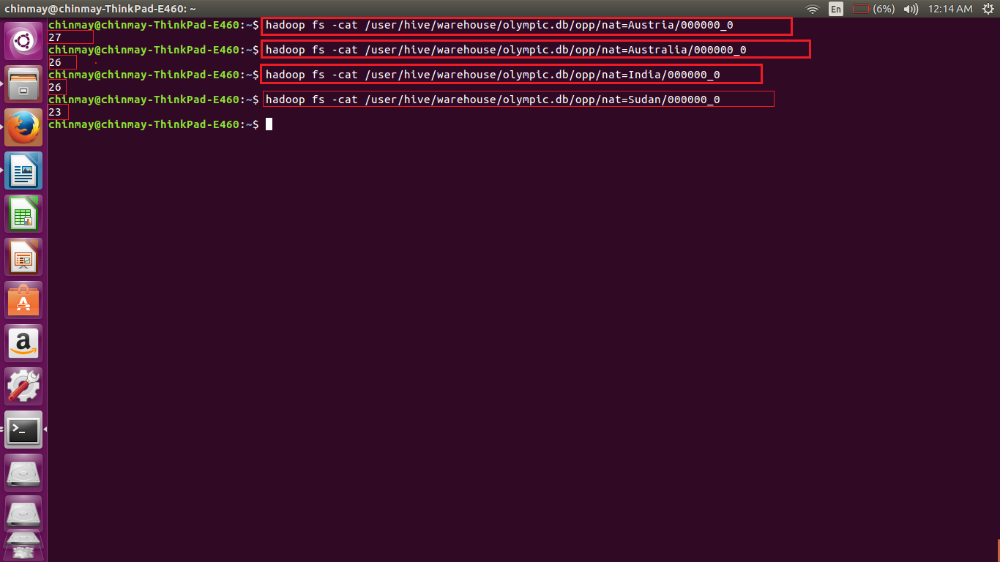 chinmay@chinmay-ThinkPad-E460: ~
En
(6%)
12:14 AM
chinmay@chinmay-ThinkPad-E460:~$ hadoop fs -cat /user/hive/warehouse/olympic.db/opp/nat=Austria/000000_0
27
chinmay@chinmay-ThinkPad-E460:~$ hadoop fs -cat /user/hive/warehouse/olympic.db/opp/nat=Australia/000000_0
26
chinmay@chinmay-ThinkPad-E460:~$ hadoop fs -cat /user/hive/warehouse/olympic.db/opp/nat=India/000000_0
26
chinmay@chinmay-ThinkPad-E460:~$ hadoop fs -cat /user/hive/warehouse/olympic.db/opp/nat=Sudan/000000_0
23
chinmay@chinmay-ThinkPad-E460:~$
A
a
>_